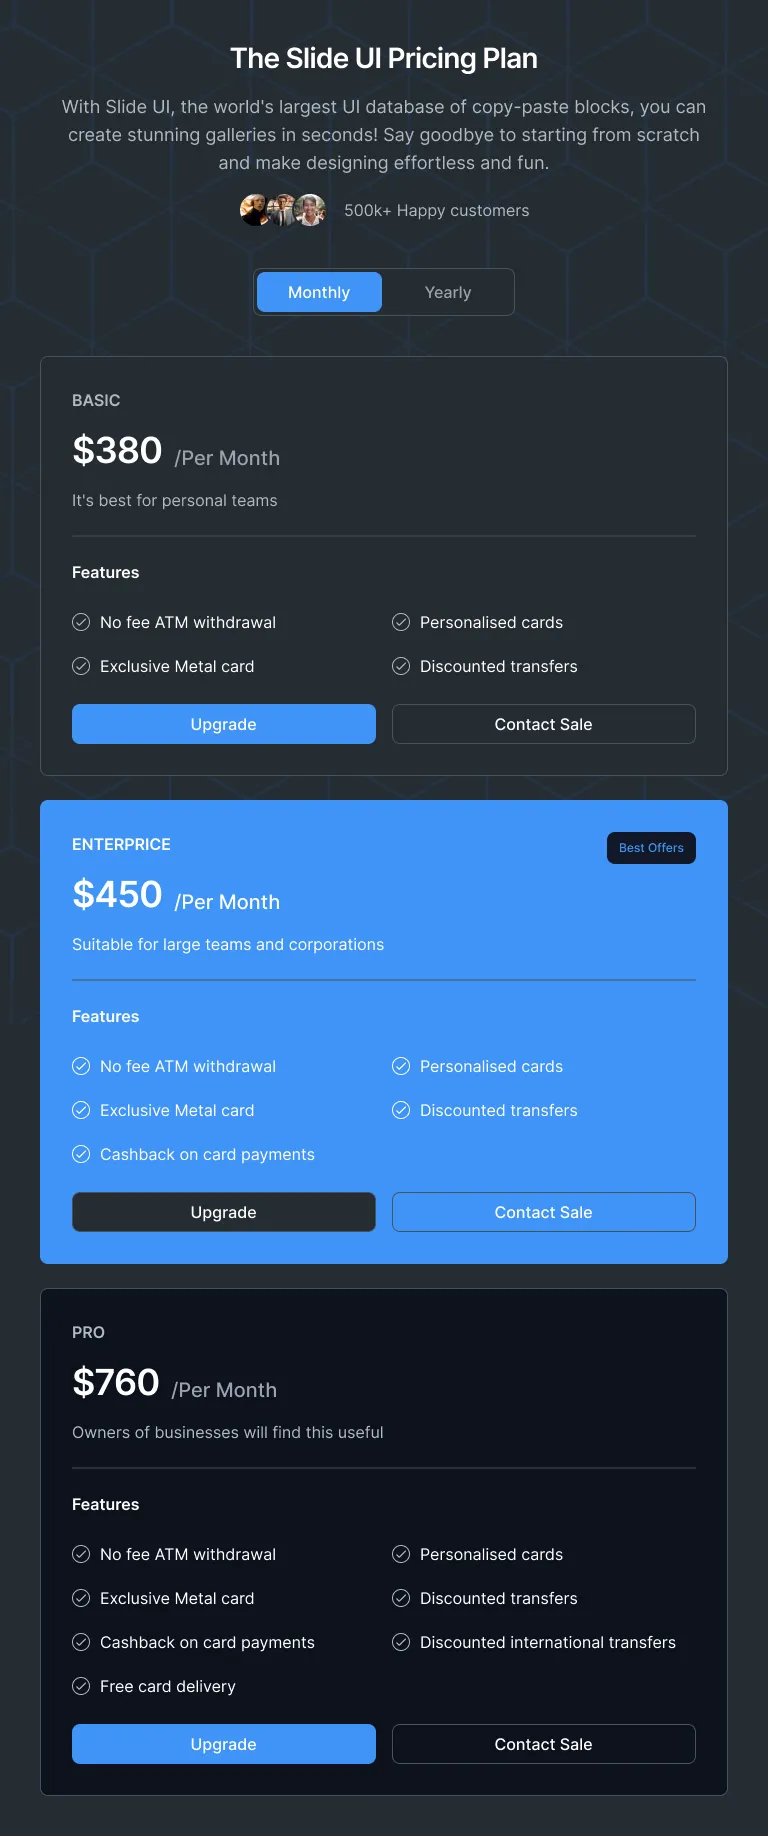 The Slide UI Pricing Plan
With Slide UI, the world's largest UI database of copy-paste blocks, you can
create stunning galleries in seconds! Say goodbye to starting from scratch
and make designing effortless and fun.
500k+ Happy customers
Monthly
Yearly
BASIC
$380 /Per Month
It's best for personal teams
Features
No fee ATM withdrawal
Personalised cards
Exclusive Metal card
Discounted transfers
Upgrade
Contact Sale
ENTERPRICE
Best Offers
$450 /Per Month
Suitable for large teams and corporations
Features
No fee ATM withdrawal
Personalised cards
Exclusive Metal card
Discounted transfers
Cashback on card payments
Upgrade
Contact Sale
PRO
$760 /Per Month
Owners of businesses will find this useful
Features
No fee ATM withdrawal
Personalised cards
Exclusive Metal card
Discounted transfers
Cashback on card payments
Discounted international transfers
Free card delivery
Upgrade
Contact Sale